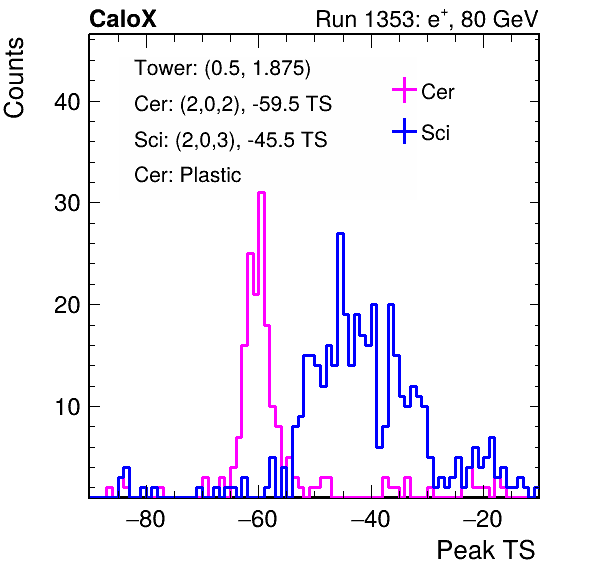 CaloX Run 1353: e⁺, 80 GeV
Counts
Tower: (0.5, 1.875)
Cer: (2,0,2), -59.5 TS
Sci: (2,0,3), -45.5 TS
Cer: Plastic
Cer
Sci
40
30
20
10
−80 −60 −40 −20
Peak TS